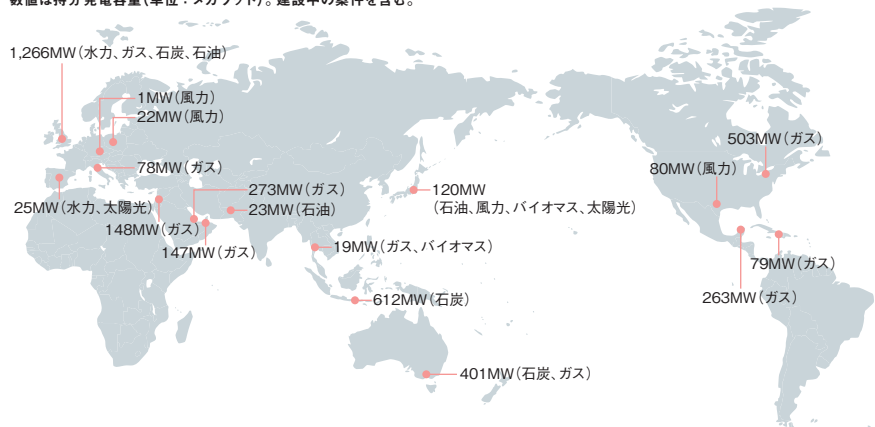 数値は持分発電容量(単位：メガワット)。建設中の案件を含む。
1,266MW(水力、ガス、石炭、石油)
1MW(風力)
22MW(風力)
78MW(ガス)
25MW(水力、太陽光)
148MW(ガス)
147MW(ガス)
273MW(ガス)
23MW(石油)
19MW(ガス、バイオマス)
120MW
(石油、風力、バイオマス、太陽光)
612MW(石炭)
401MW(石炭、ガス)
503MW(ガス)
80MW(風力)
79MW(ガス)
263MW(ガス)